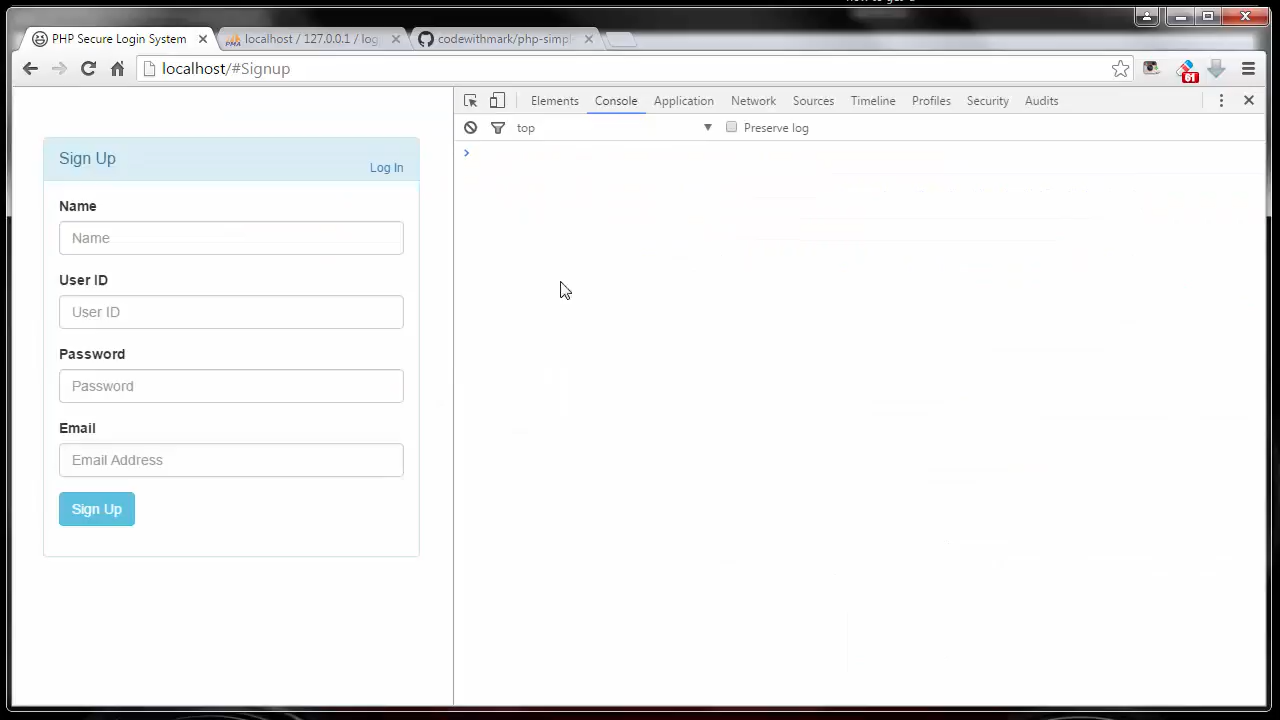 PHP Secure Login System
localhost / 127.0.0.1 / log
codewithmark/php-simpl
localhost/#Signup
61
Elements Console Application Network Sources Timeline Profiles Security Audits
top Preserve log
Sign Up
Log In
Name
Name
User ID
User ID
Password
Password
Email
Email Address
Sign Up